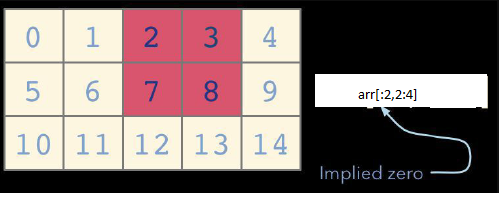 0 1 2 3 4
5 6 7 8 9
arr[:2,2:4]
10 11 12 13 14
Implied zero